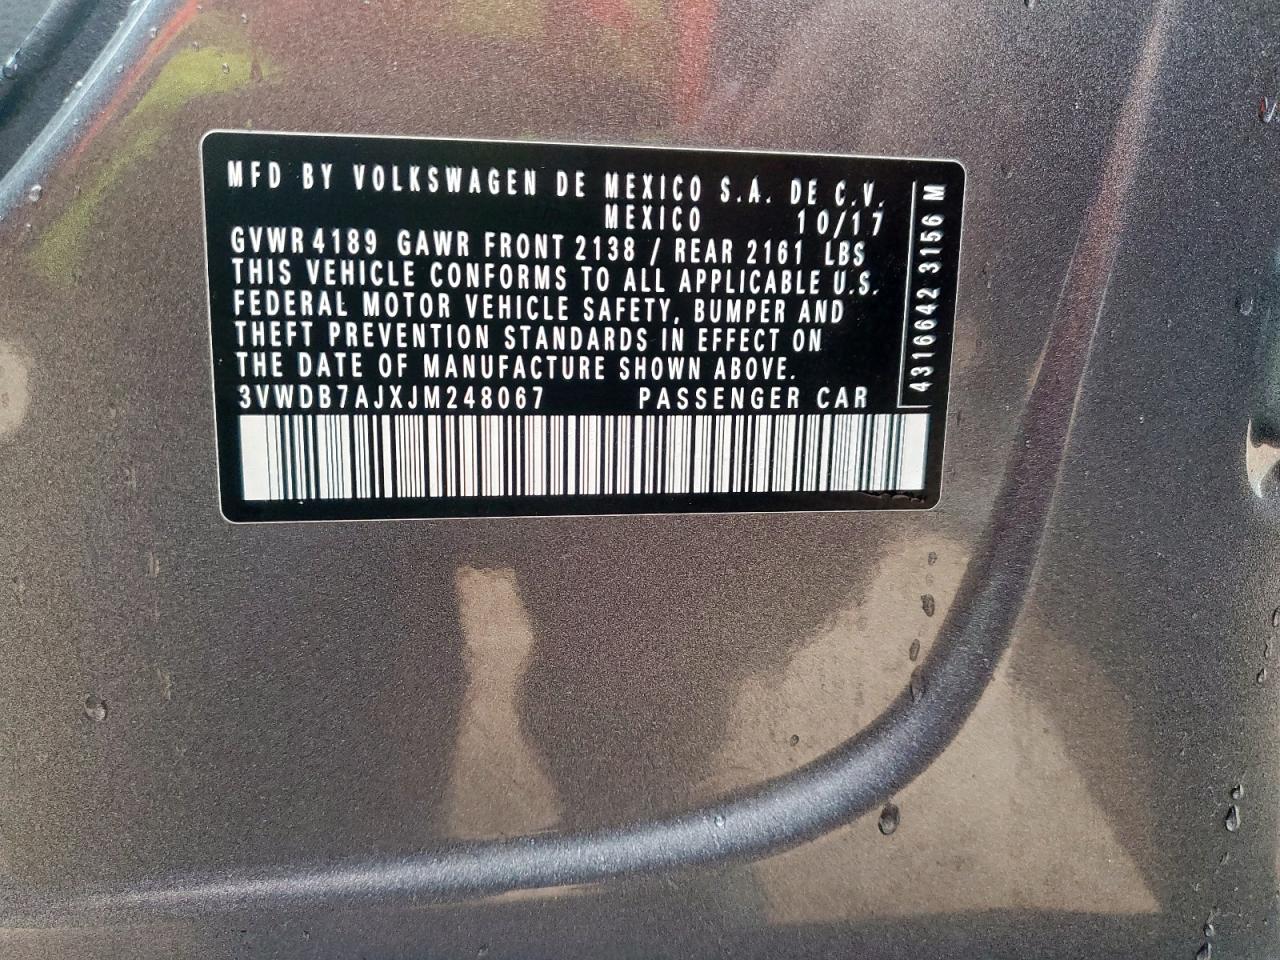 MFD BY VOLKSWAGEN DE MEXICO S.A. DE C.V.
MEXICO 10/17
GVWR 4189 GAWR FRONT 2138 / REAR 2161 LBS
THIS VEHICLE CONFORMS TO ALL APPLICABLE U.S.
FEDERAL MOTOR VEHICLE SAFETY, BUMPER AND
THEFT PREVENTION STANDARDS IN EFFECT ON
THE DATE OF MANUFACTURE SHOWN ABOVE.
3VWDB7AJXJM248067 PASSENGER CAR
4316642 3156 M